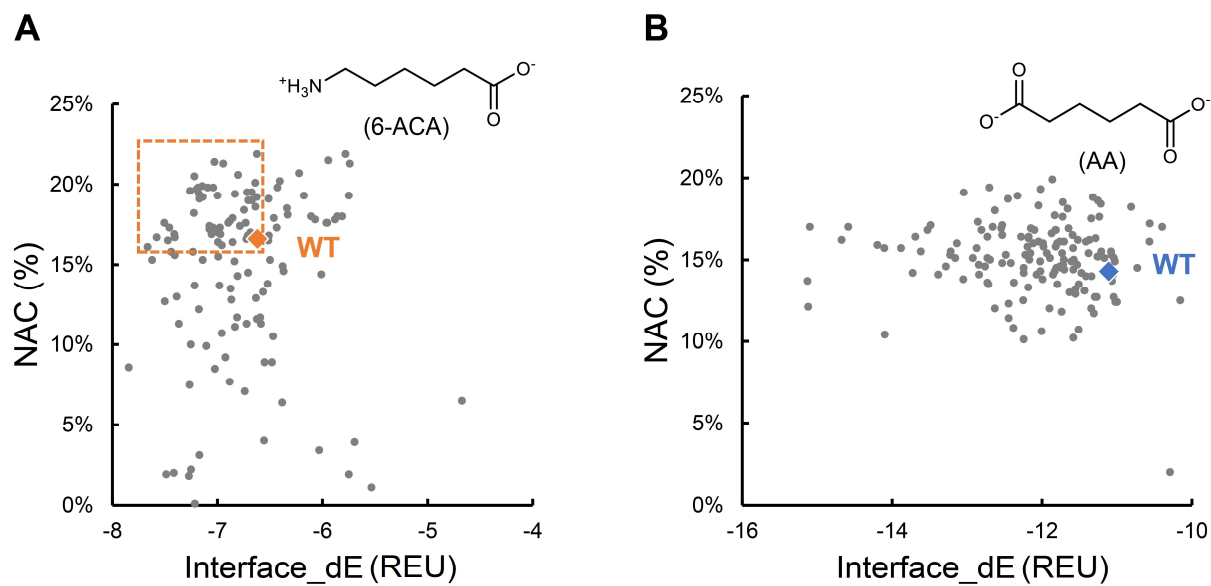 A
+H3N
O-
O
(6-ACA)
25%
20%
15%
10%
5%
0%
NAC (%)
WT
-8
-7
-6
-5
-4
Interface_dE (REU)
B
O
O-
O-
O
(AA)
25%
20%
15%
10%
5%
0%
NAC (%)
WT
-16
-14
-12
-10
Interface_dE (REU)